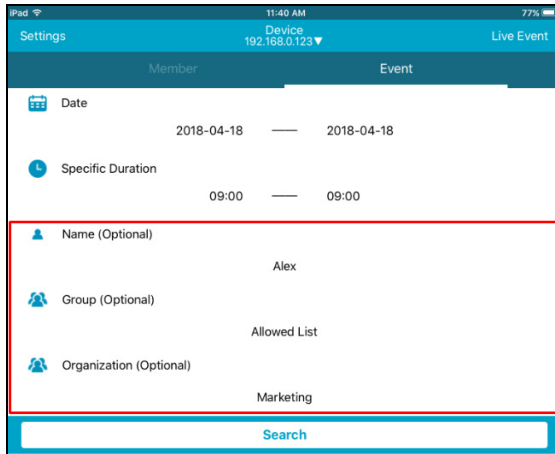 iPad 11:40 AM 77%
Settings Device Live Event
192.168.0.123▼
Member Event
Date
2018-04-18 —— 2018-04-18
Specific Duration
09:00 —— 09:00
Name (Optional)
Alex
Group (Optional)
Allowed List
Organization (Optional)
Marketing
Search